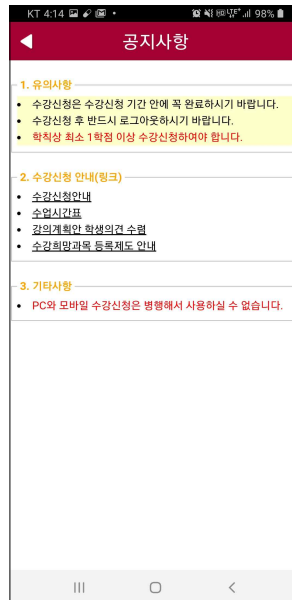 KT 4:14 98%
공지사항
1. 유의사항
• 수강신청은 수강신청 기간 안에 꼭 완료하시기 바랍니다.
• 수강신청 후 반드시 로그아웃하시기 바랍니다.
• 학칙상 최소 1학점 이상 수강신청하여야 합니다.
2. 수강신청 안내(링크)
• 수강신청안내
• 수업시간표
• 강의계획안 학생의견 수렴
• 수강희망과목 등록제도 안내
3. 기타사항
• PC와 모바일 수강신청은 병행해서 사용하실 수 없습니다.